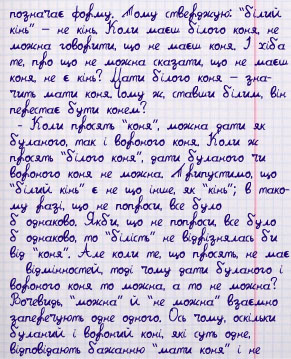 позначає форму. Тому стверджую: "білий
кінь" – не кінь. Коли маєш білого коня, не
можна говорити, що не маєш коня. І хіба
те, про що не можна сказати, що не маєш
коня, не є кінь? Мати білого коня – зна-
чить мати коня, чому ж, ставши білим, він
перестає бути конем?
- Коли просять "коня", можна дати як
буланого, так і вороного коня. Коли ж
просять "білого коня", дати буланого чи
вороного коня не можна. Припустимо, що
"білий кінь" є не що інше, як "кінь"; в тако-
му разі, що не попроси, все було
б однаково. Якби, що не попроси, все було
б однаково, то "білість" не відрізнялась би
від "коня". Але коли те, що просять, не має
відмінностей, тоді чому дати буланого і
вороного коня то можна, а то не можна?
Вочевидь, "можна" й "не можна" взаємно
заперечують одне одного. Ось чому, оскільки
буланий і вороний коні, які суть одне,
відповідають бажанню "мати коня" і не